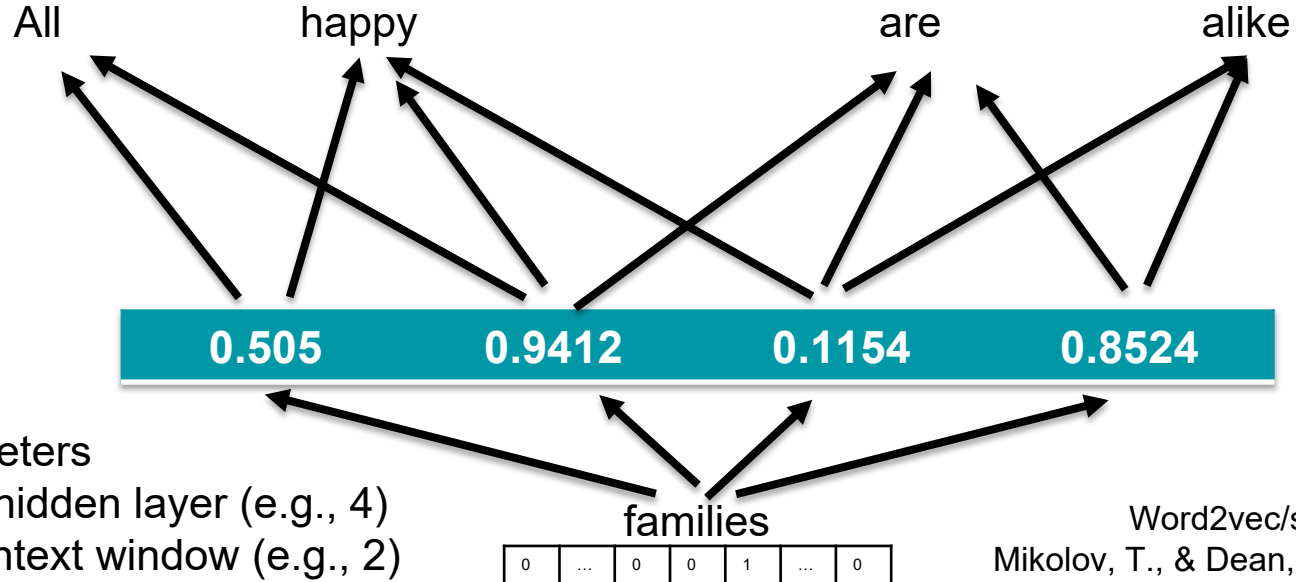 All happy are alike
0.505 0.9412 0.1154 0.8524
eters
hidden layer (e.g., 4)
ntext window (e.g., 2)
families
0 ... 0 0 1 ... 0
Word2vec/s
Mikolov, T., & Dean,